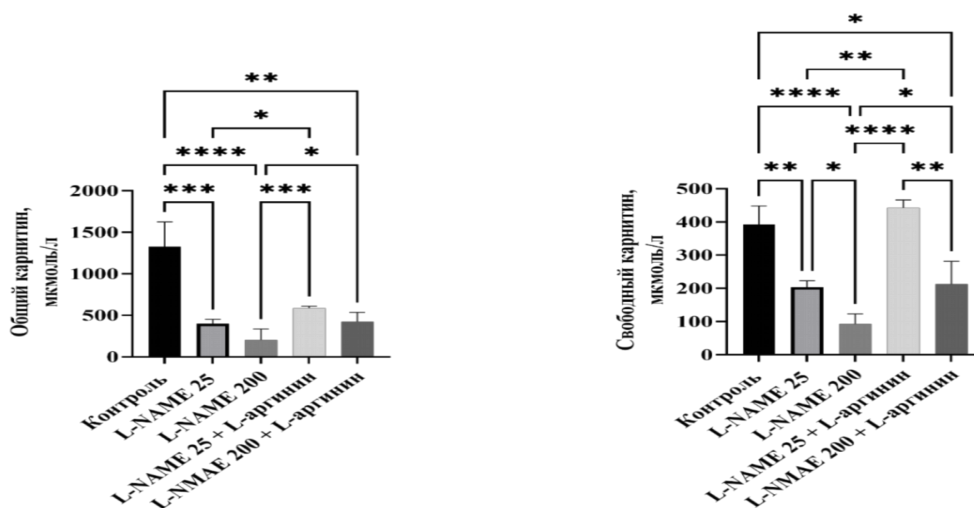 **
*
**** *
*** ***
Общий карнитин,
мкмоль/л
2000
1500
1000
500
0
Контроль
L-NAME 25
L-NAME 200
L-NAME 25 + L-аргинин
L-NMAE 200 + L-аргинин
*
**
**** *
****
** * **
Свободный карнитин,
мкмоль/л
500
400
300
200
100
0
Контроль
L-NAME 25
L-NAME 200
L-NAME 25 + L-аргинин
L-NMAE 200 + L-аргинин